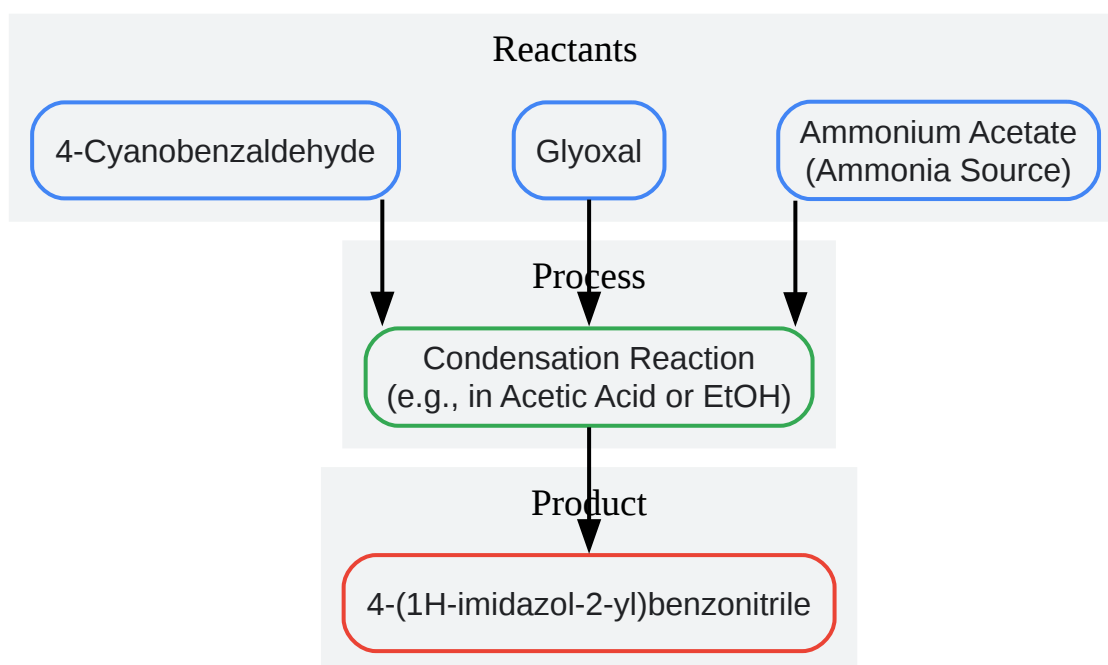 Reactants
4-Cyanobenzaldehyde
Glyoxal
Ammonium Acetate
(Ammonia Source)
Process
Condensation Reaction
(e.g., in Acetic Acid or EtOH)
Product
4-(1H-imidazol-2-yl)benzonitrile